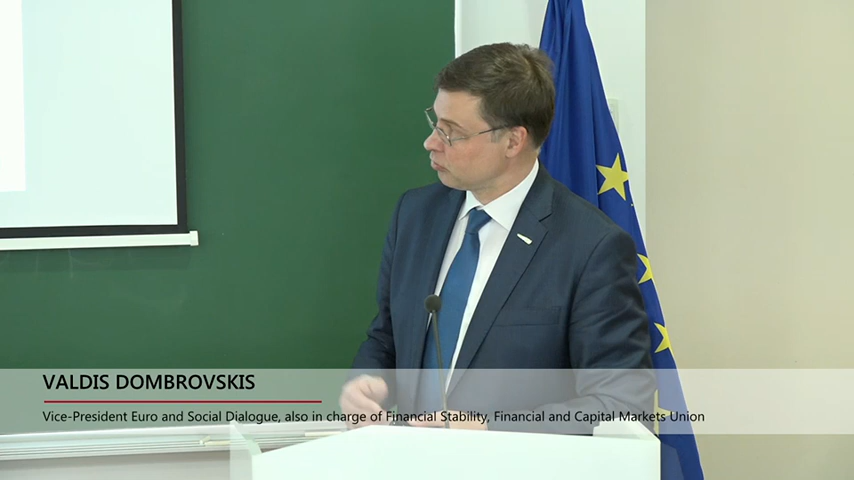 VALDIS DOMBROVSKIS
Vice-President Euro and Social Dialogue, also in charge of Financial Stability, Financial and Capital Markets Union